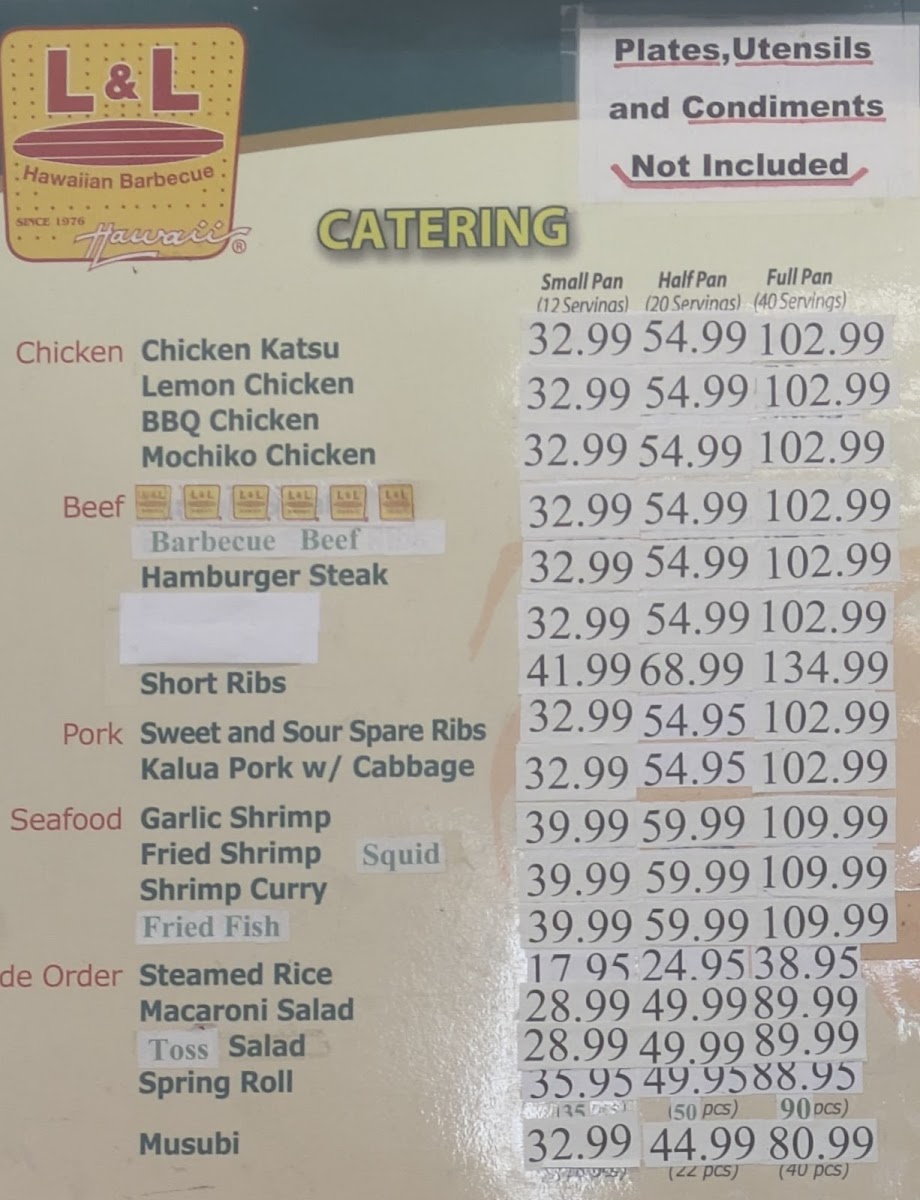 L&L
Hawaiian Barbecue
SINCE 1976
Hawaii ®
Plates,Utensils
and Condiments
Not Included
CATERING
Small Pan Half Pan Full Pan
(12 Servings) (20 Servings) (40 Servings)
Chicken Chicken Katsu 32.99 54.99 102.99
Lemon Chicken 32.99 54.99 102.99
BBQ Chicken
Mochiko Chicken 32.99 54.99 102.99
Beef L&L L&L L&L L&L L&L L&L 32.99 54.99 102.99
Barbecue Beef
Hamburger Steak 32.99 54.99 102.99
32.99 54.99 102.99
Short Ribs 41.99 68.99 134.99
Pork Sweet and Sour Spare Ribs 32.99 54.95 102.99
Kalua Pork w/ Cabbage 32.99 54.95 102.99
Seafood Garlic Shrimp 39.99 59.99 109.99
Fried Shrimp Squid
Shrimp Curry 39.99 59.99 109.99
Fried Fish 39.99 59.99 109.99
de Order Steamed Rice 17.95 24.95 38.95
Macaroni Salad 28.99 49.99 89.99
Toss Salad 28.99 49.99 89.99
Spring Roll 35.95 49.95 88.95
(35 (50 pcs) 90 pcs)
Musubi 32.99 44.99 80.99
(22 pcs) (40 pcs)